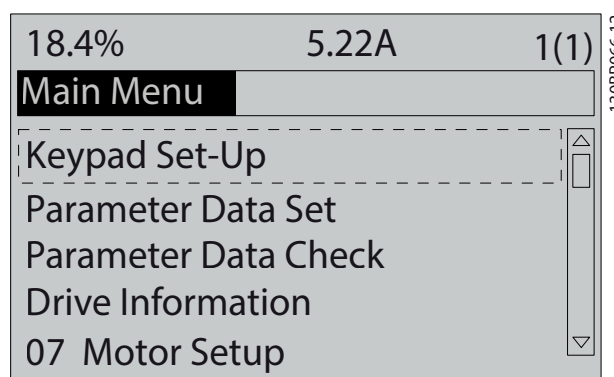 18.4% 5.22A 1(1)
Main Menu
Keypad Set-Up
Parameter Data Set
Parameter Data Check
Drive Information
07 Motor Setup